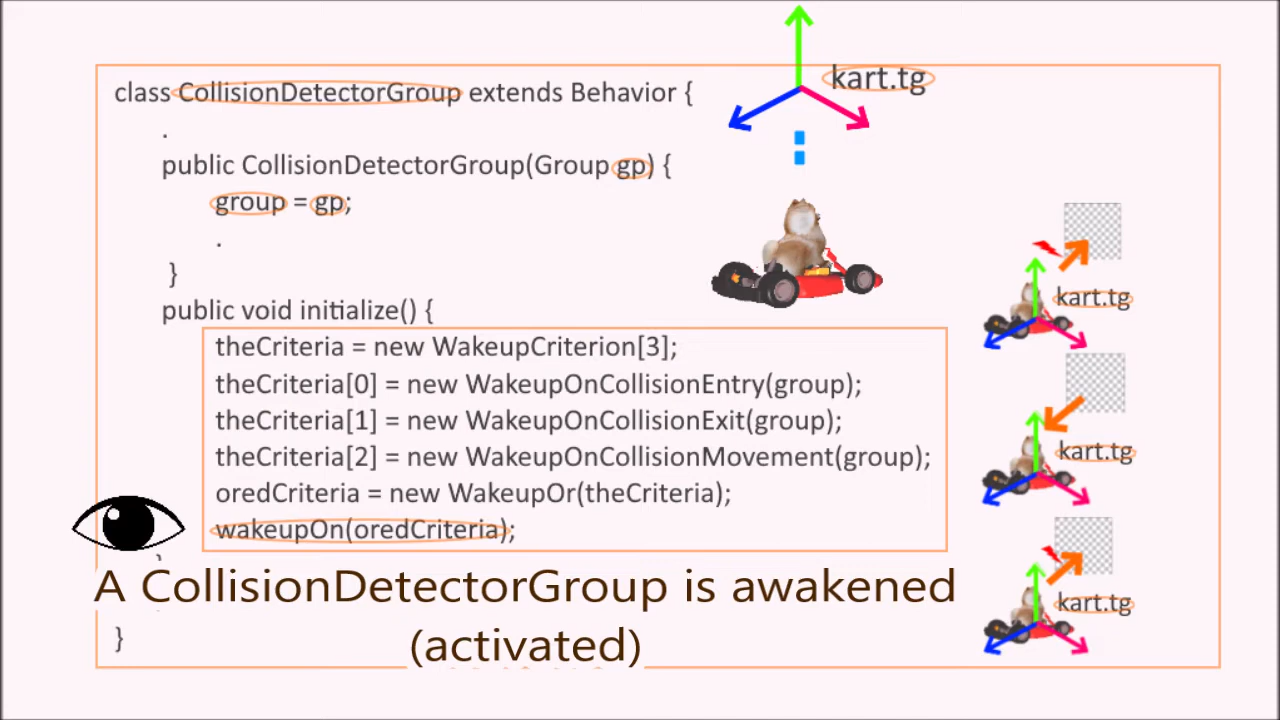 kart.tg
class CollisionDetectorGroup extends Behavior {
.
public CollisionDetectorGroup(Group gp) {
group = gp;
.
}
public void initialize() {
theCriteria = new WakeupCriterion[3];
theCriteria[0] = new WakeupOnCollisionEntry(group);
theCriteria[1] = new WakeupOnCollisionExit(group);
theCriteria[2] = new WakeupOnCollisionMovement(group);
oredCriteria = new WakeupOr(theCriteria);
wakeupOn(oredCriteria);
A CollisionDetectorGroup is awakened
(activated)
}
kart.tg
kart.tg
kart.tg